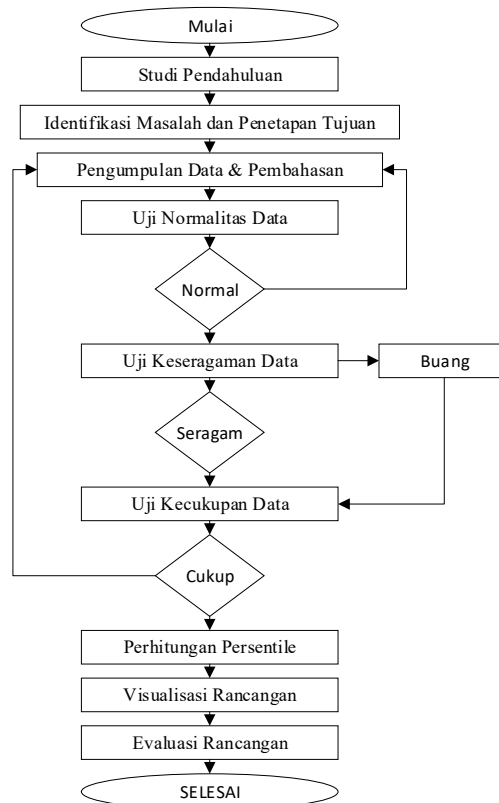 Mulai
Studi Pendahuluan
Identifikasi Masalah dan Penetapan Tujuan
Pengumpulan Data & Pembahasan
Uji Normalitas Data
Normal
Uji Keseragaman Data
Buang
Seragam
Uji Kecukupan Data
Cukup
Perhitungan Persentile
Visualisasi Rancangan
Evaluasi Rancangan
SELESAI